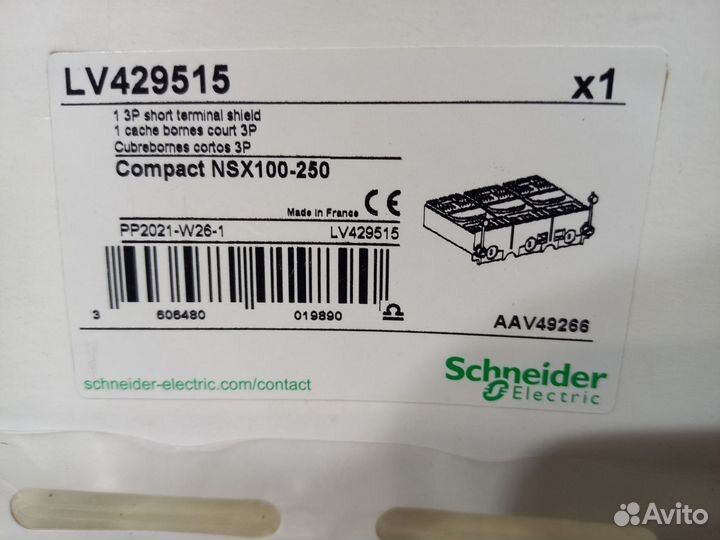 LV429515 x1
1 3P short terminal shield
1 cache bornes court 3P
Cubrebornes cortos 3P
Compact NSX100-250
Made in France CE
PP2021-W26-1 LV429515
3 606480 019890
AAV49266
schneider-electric.com/contact
Schneider
Electric
Avito